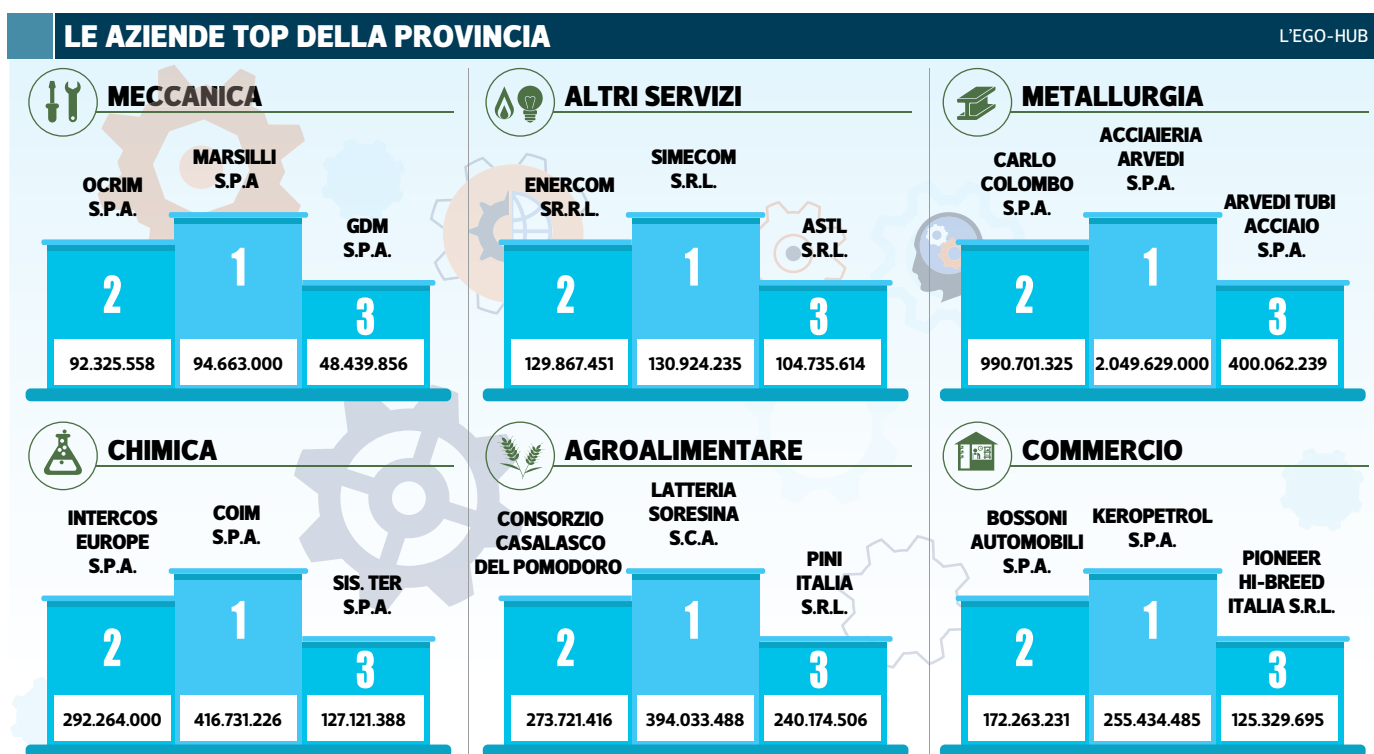 LE AZIENDE TOP DELLA PROVINCIA
L'EGO-HUB
MECCANICA
OCRIM
S.P.A.
MARSILLI
S.P.A
GDM
S.P.A.
2
1
3
92.325.558
94.663.000
48.439.856
ALTRI SERVIZI
ENERCOM
SR.R.L.
SIMECOM
S.R.L.
ASTL
S.R.L.
2
1
3
129.867.451
130.924.235
104.735.614
METALLURGIA
CARLO
COLOMBO
S.P.A.
ACCIAIERIA
ARVEDI
S.P.A.
ARVEDI TUBI
ACCIAIO
S.P.A.
2
1
3
990.701.325
2.049.629.000
400.062.239
CHIMICA
INTERCOS
EUROPE
S.P.A.
COIM
S.P.A.
SIS. TER
S.P.A.
2
1
3
292.264.000
416.731.226
127.121.388
AGROALIMENTARE
CONSORZIO
CASALASCO
DEL POMODORO
LATTERIA
SORESINA
S.C.A.
PINI
ITALIA
S.R.L.
2
1
3
273.721.416
394.033.488
240.174.506
COMMERCIO
BOSSONI
AUTOMOBILI
S.P.A.
KEROPETROL
S.P.A.
PIONEER
HI-BREED
ITALIA S.R.L.
2
1
3
172.263.231
255.434.485
125.329.695